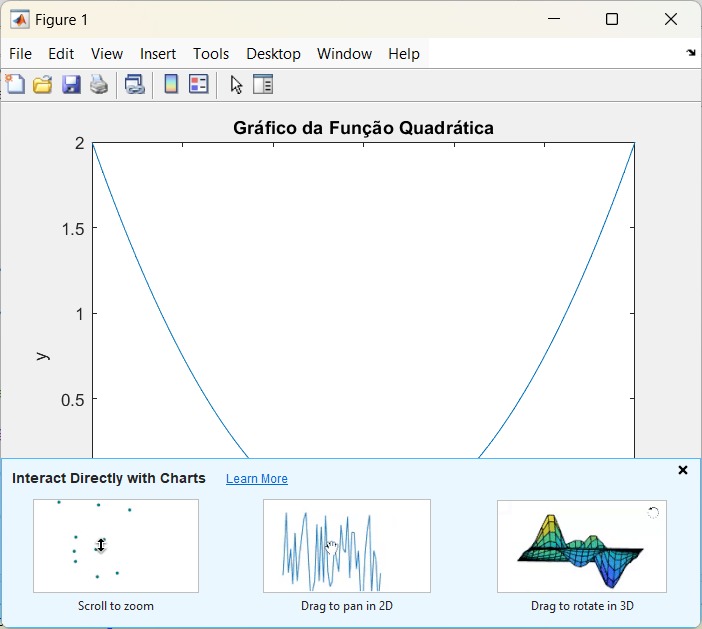 Figure 1
File Edit View Insert Tools Desktop Window Help
Gráfico da Função Quadrática
2
1.5
1
y
0.5
Interact Directly with Charts Learn More
Scroll to zoom Drag to pan in 2D Drag to rotate in 3D